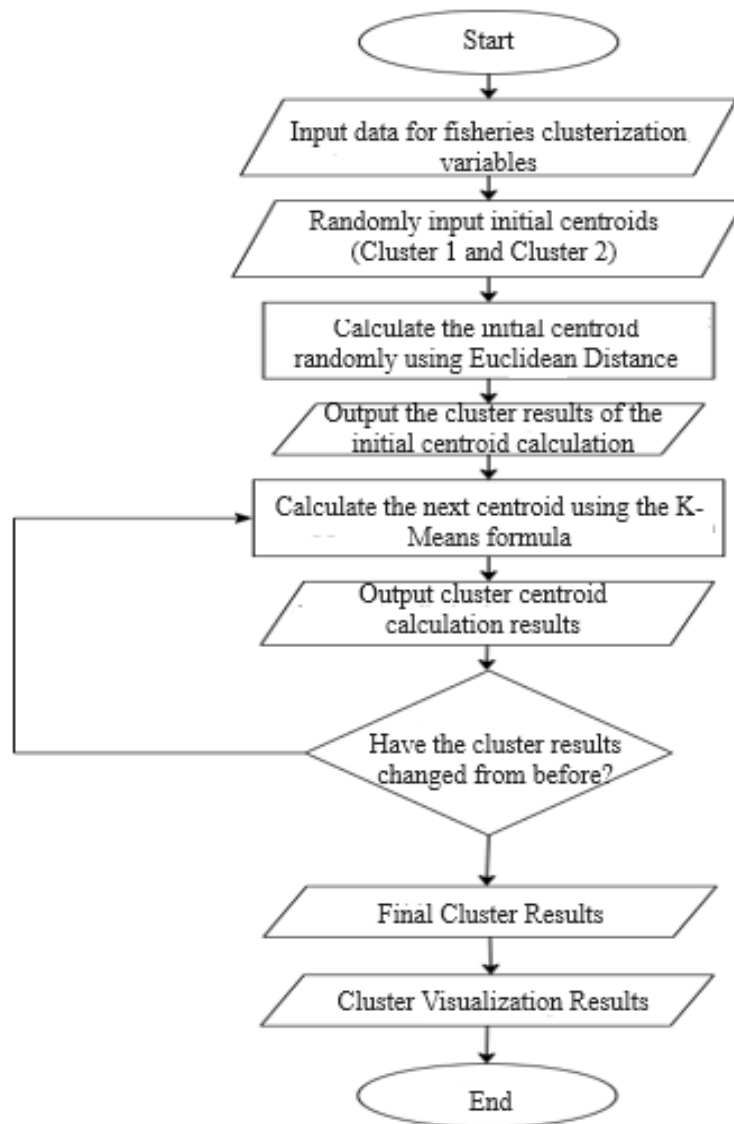 Start
Input data for fisheries clusterization
variables
Randomly input initial centroids
(Cluster 1 and Cluster 2)
Calculate the initial centroid
randomly using Euclidean Distance
Output the cluster results of the
initial centroid calculation
Calculate the next centroid using the K-
Means formula
Output cluster centroid
calculation results
Have the cluster results
changed from before?
Final Cluster Results
Cluster Visualization Results
End